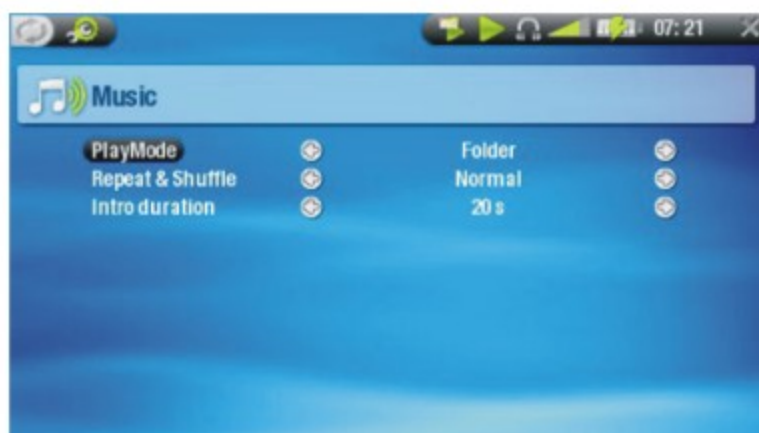 07:21
Music
PlayMode Folder
Repeat & Shuffle Normal
Intro duration 20 s